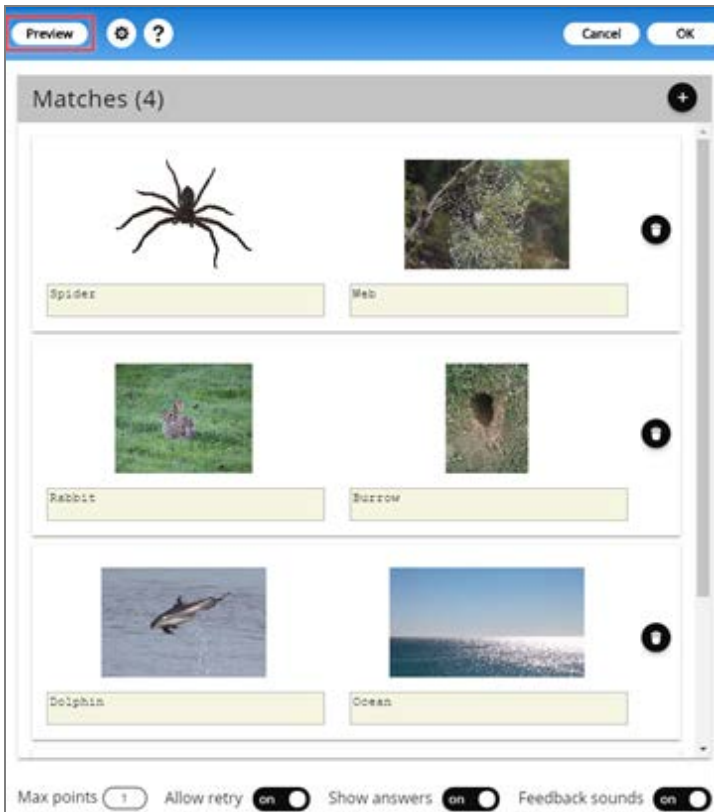 Preview ? Cancel OK
Matches (4) +
Spider Web
Rabbit Burrow
Dolphin Ocean
Max points 1 Allow retry on Show answers on Feedback sounds on